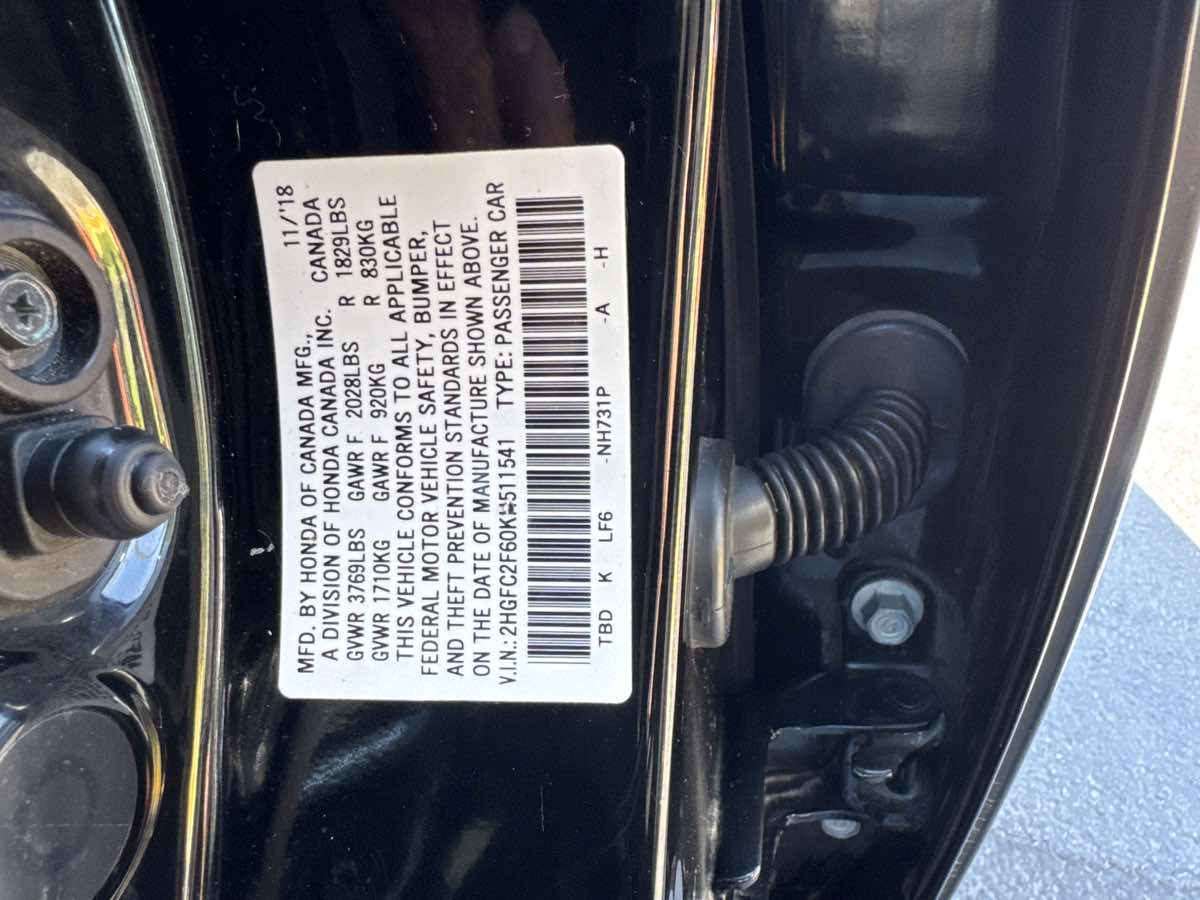 MFD. BY HONDA OF CANADA MFG., 11/'18
A DIVISION OF HONDA CANADA INC. CANADA
GVWR 3769LBS GAWR F 2028LBS R 1829LBS
GVWR 1710KG GAWR F 920KG R 830KG
THIS VEHICLE CONFORMS TO ALL APPLICABLE
FEDERAL MOTOR VEHICLE SAFETY, BUMPER,
AND THEFT PREVENTION STANDARDS IN EFFECT
ON THE DATE OF MANUFACTURE SHOWN ABOVE.
V.I.N.:2HGFC2F60KH511541 TYPE: PASSENGER CAR
TBD K LF6 -NH731P -A -H